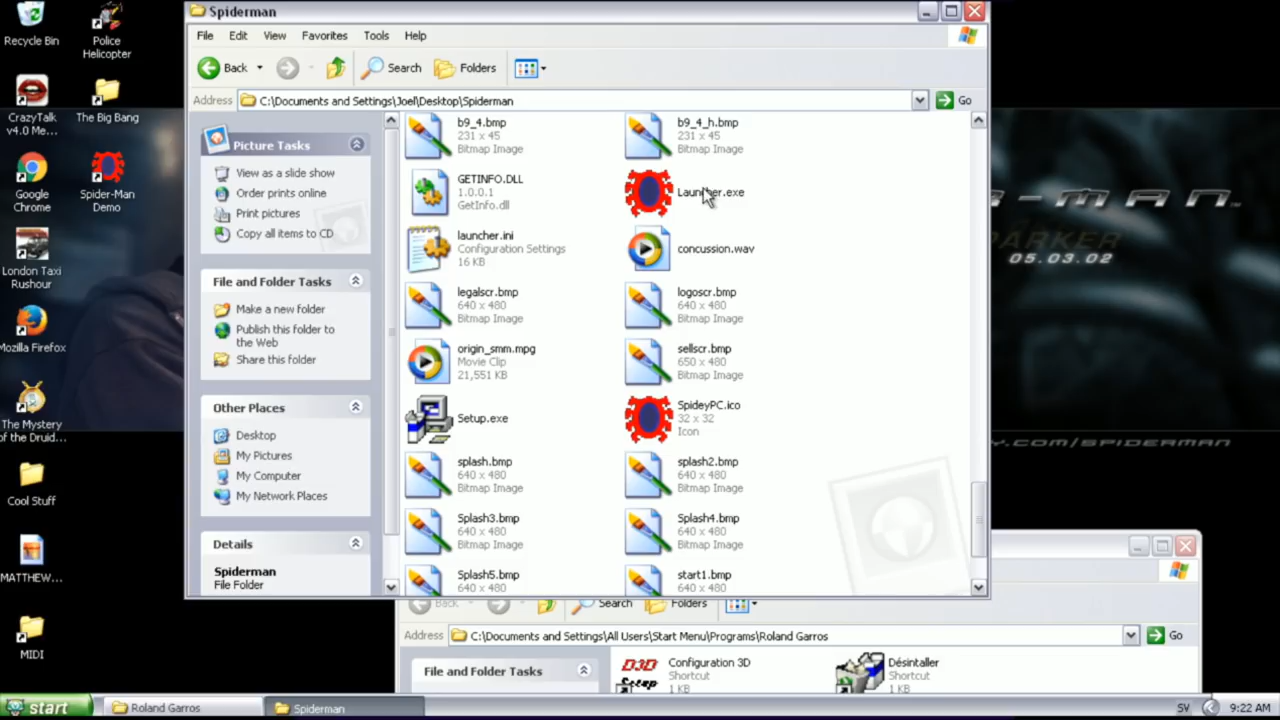 Recycle Bin
Police
Helicopter
CrazyTalk
v4.0 Me...
The Big Bang
Google
Chrome
Spider-Man
Demo
London Taxi
Rushour
Mozilla Firefox
The Mystery
of the Druid...
Cool Stuff
MATTHEW...
MIDI
Spiderman
File Edit View Favorites Tools Help
Back Search Folders
Address C:\Documents and Settings\Joel\Desktop\Spiderman Go
Picture Tasks
View as a slide show
Order prints online
Print pictures
Copy all items to CD
File and Folder Tasks
Make a new folder
Publish this folder to
the Web
Share this folder
Other Places
Desktop
My Pictures
My Computer
My Network Places
Details
Spiderman
File Folder
b9_4.bmp
231 x 45
Bitmap Image
b9_4_h.bmp
231 x 45
Bitmap Image
GETINFO.DLL
1.0.0.1
GetInfo.dll
Launcher.exe
launcher.ini
Configuration Settings
16 KB
concussion.wav
legalscr.bmp
640 x 480
Bitmap Image
logoscr.bmp
640 x 480
Bitmap Image
origin_smm.mpg
Movie Clip
21,551 KB
sellscr.bmp
650 x 480
Bitmap Image
Setup.exe
SpideyPC.ico
32 x 32
Icon
splash.bmp
640 x 480
Bitmap Image
splash2.bmp
640 x 480
Bitmap Image
Splash3.bmp
640 x 480
Bitmap Image
Splash4.bmp
640 x 480
Bitmap Image
Splash5.bmp
640 x 480
start1.bmp
640 x 480
R-MAN
05.03.02
Y.COM/SPIDERMAN
Back Search Folders
Address C:\Documents and Settings\All Users\Start Menu\Programs\Roland Garros Go
File and Folder Tasks
D3D
Setup
Configuration 3D
Shortcut
1 KB
Désinstaller
Shortcut
1 KB
start Roland Garros Spiderman SV 9:22 AM